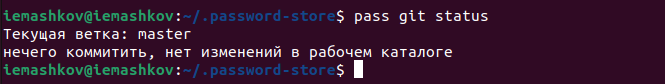 iemashkov@iemashkov:~/.password-store$ pass git status
Текущая ветка: master
нечего коммитить, нет изменений в рабочем каталоге
iemashkov@iemashkov:~/.password-store$